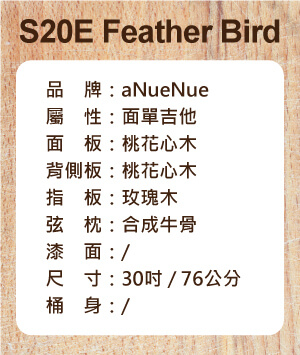 S20E Feather Bird
品　牌：aNueNue
屬　性：面單吉他
面　板：桃花心木
背側板：桃花心木
指　板：玫瑰木
弦　枕：合成牛骨
漆　面：/
尺　寸：30吋 / 76公分
桶　身：/